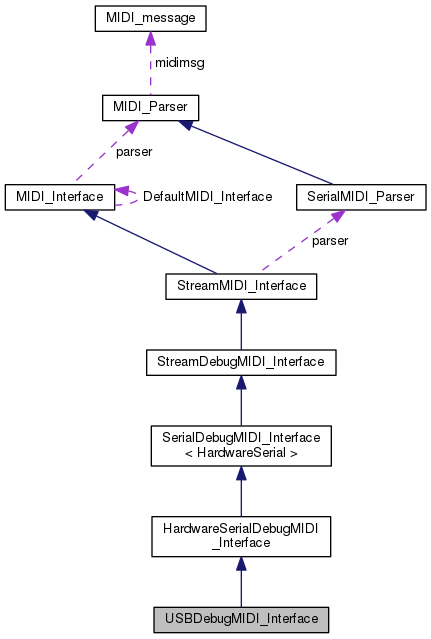 MIDI_message
midimsg
MIDI_Parser
parser
MIDI_Interface
DefaultMIDI_Interface
SerialMIDI_Parser
parser
StreamMIDI_Interface
StreamDebugMIDI_Interface
SerialDebugMIDI_Interface
< HardwareSerial >
HardwareSerialDebugMIDI
_Interface
USBDebugMIDI_Interface